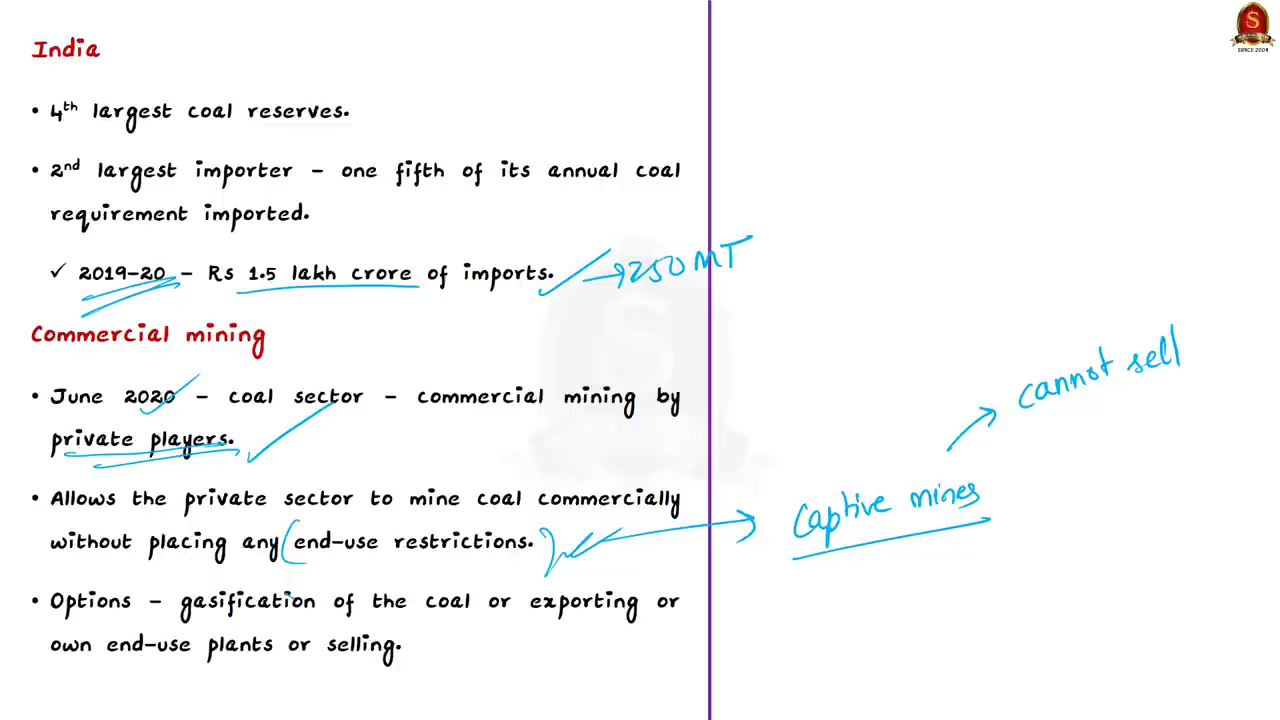 India
• 4th largest coal reserves.
• 2nd largest importer – one fifth of its annual coal
requirement imported.
✓ 2019-20 – Rs 1.5 lakh crore of imports.
→ 250 MT
Commercial mining
• June 2020 – coal sector – commercial mining by
private players.
• Allows the private sector to mine coal commercially
without placing any (end-use restrictions.)
• Options – gasification of the coal or exporting or
own end-use plants or selling.
Captive mines
cannot sell
S
SINCE 2004